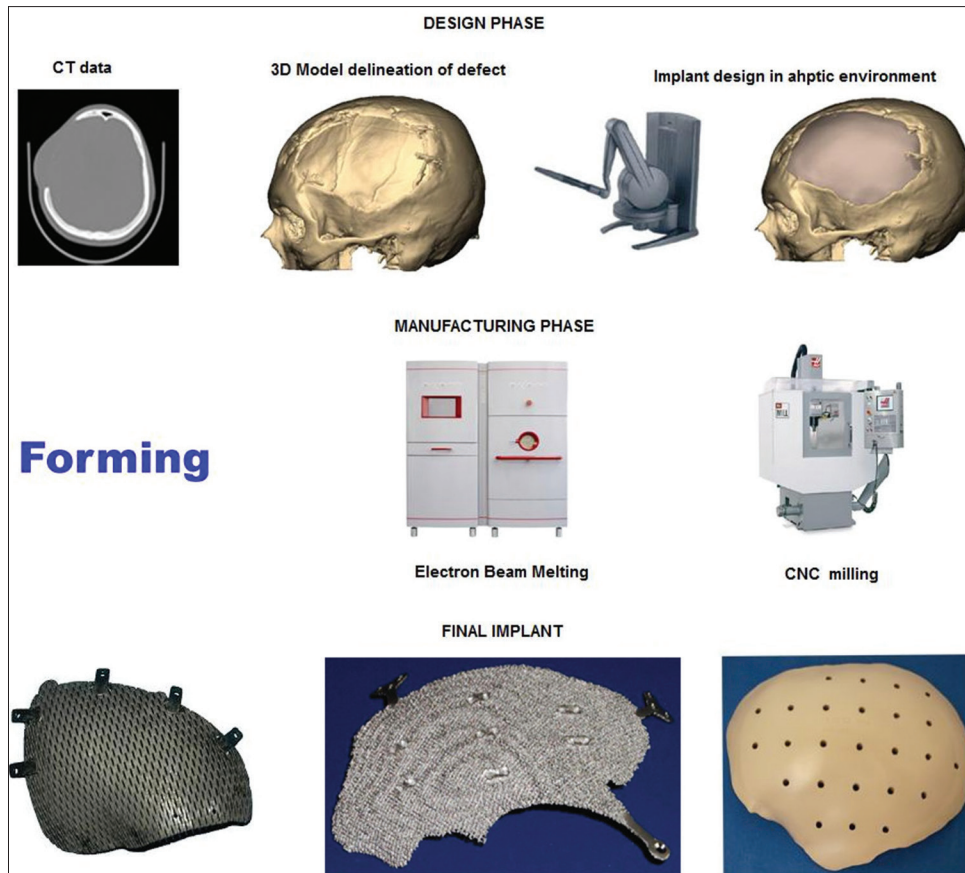 DESIGN PHASE
CT data
3D Model delineation of defect
Implant design in ahptic environment
MANUFACTURING PHASE
Forming
Electron Beam Melting
CNC milling
FINAL IMPLANT